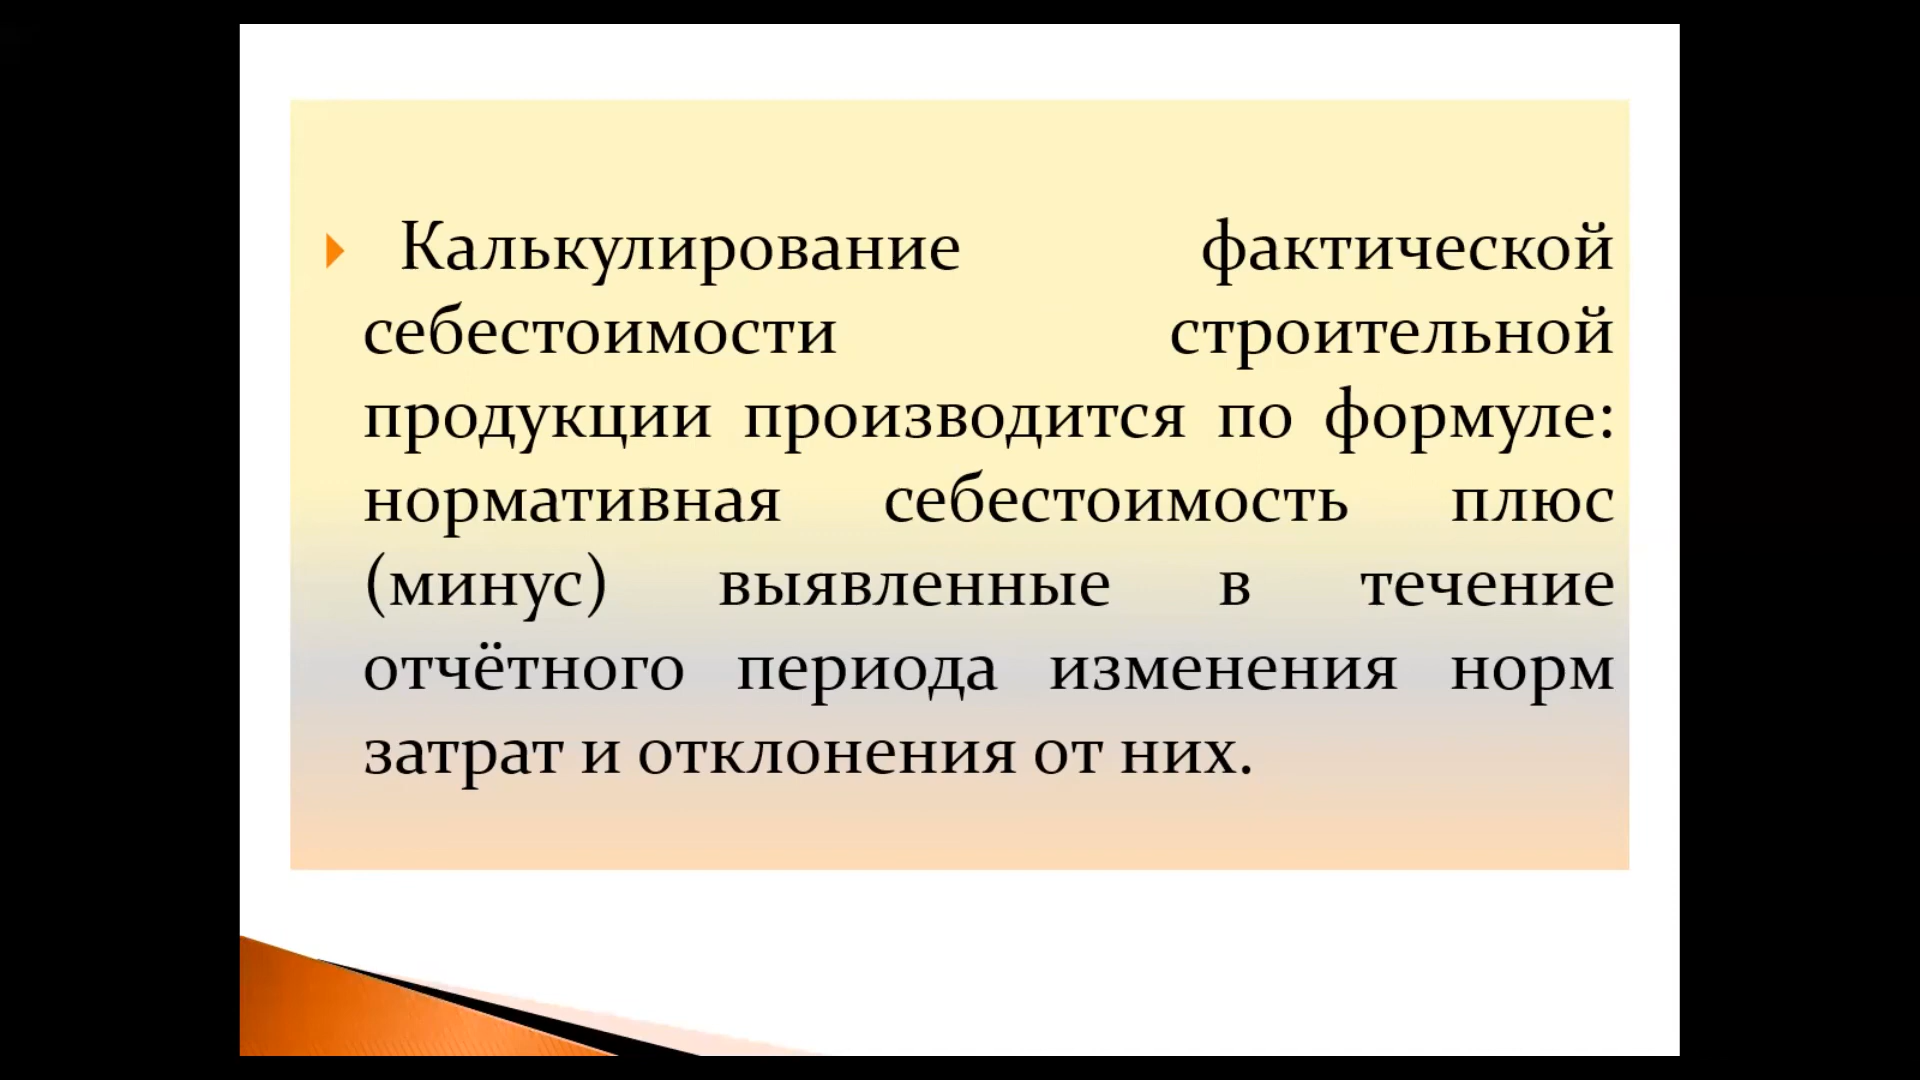 Калькулирование фактической
себестоимости строительной
продукции производится по формуле:
нормативная себестоимость плюс
(минус) выявленные в течение
отчётного периода изменения норм
затрат и отклонения от них.